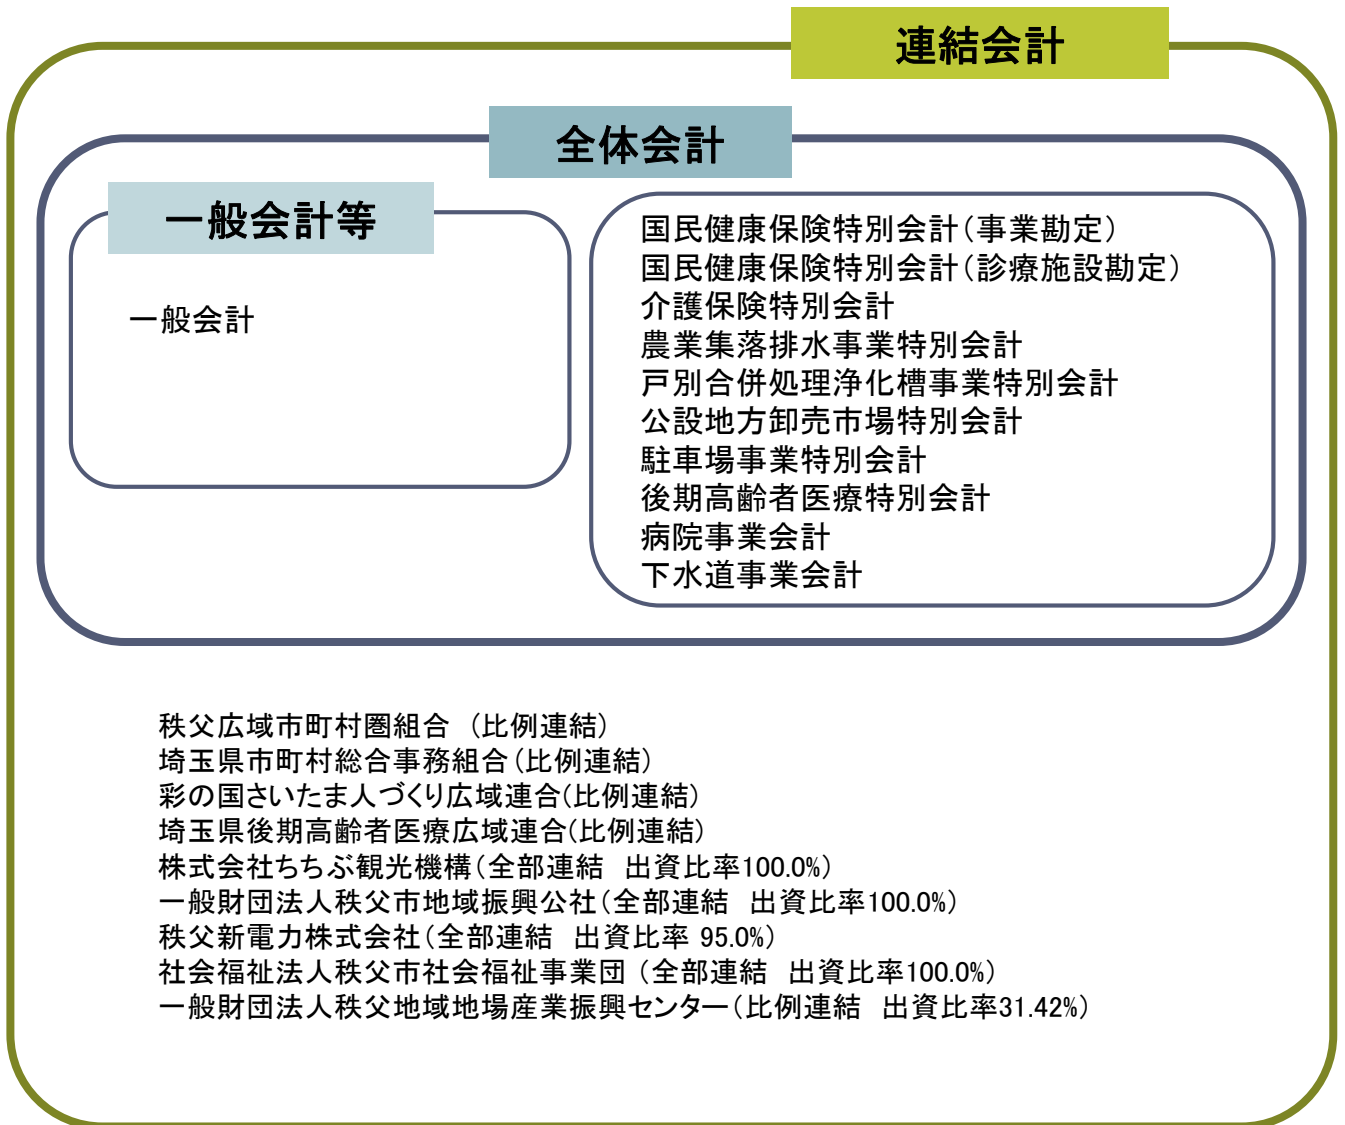 連結会計
全体会計
一般会計等
一般会計
国民健康保険特別会計（事業勘定）
国民健康保険特別会計（診療施設勘定）
介護保険特別会計
農業集落排水事業特別会計
戸別合併処理浄化槽事業特別会計
公設地方卸売市場特別会計
駐車場事業特別会計
後期高齢者医療特別会計
病院事業会計
下水道事業会計
秩父広域市町村圏組合　（比例連結）
埼玉県市町村総合事務組合（比例連結）
彩の国さいたま人づくり広域連合(比例連結)
埼玉県後期高齢者医療広域連合(比例連結)
株式会社ちちぶ観光機構（全部連結　出資比率100.0%）
一般財団法人秩父市地域振興公社（全部連結　出資比率100.0%）
秩父新電力株式会社（全部連結　出資比率 95.0%）
社会福祉法人秩父市社会福祉事業団 （全部連結　出資比率100.0%）
一般財団法人秩父地域地場産業振興センター（比例連結　出資比率31.42%）